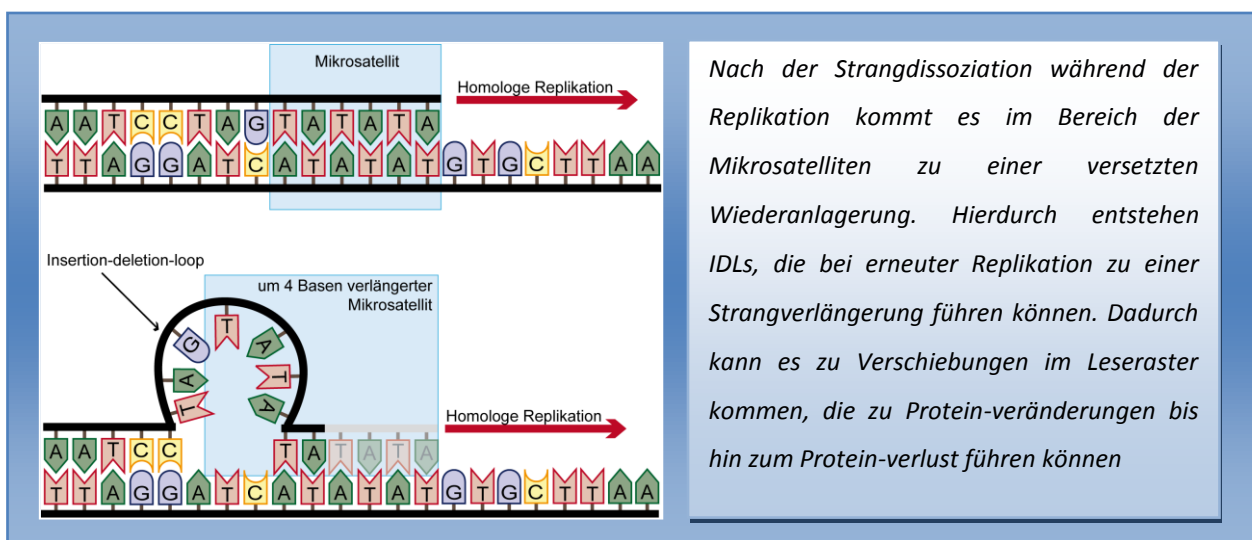 Mikrosatellit
Homologe Replikation
A A T C C T A G T A T A T A
T T A G G A T C A T A T A T G T G C T T A A
Insertion-deletion-loop
um 4 Basen verlängerter
Mikrosatellit
T A G T A T A
Homologe Replikation
A A T C C T A T A T A
T T A G G A T C A T A T A T G T G C T T A A
Nach der Strangdissoziation während der
Replikation kommt es im Bereich der
Mikrosatelliten zu einer versetzten
Wiederanlagerung. Hierdurch entstehen
IDLs, die bei erneuter Replikation zu einer
Strangverlängerung führen können. Dadurch
kann es zu Verschiebungen im Leseraster
kommen, die zu Protein-veränderungen bis
hin zum Protein-verlust führen können